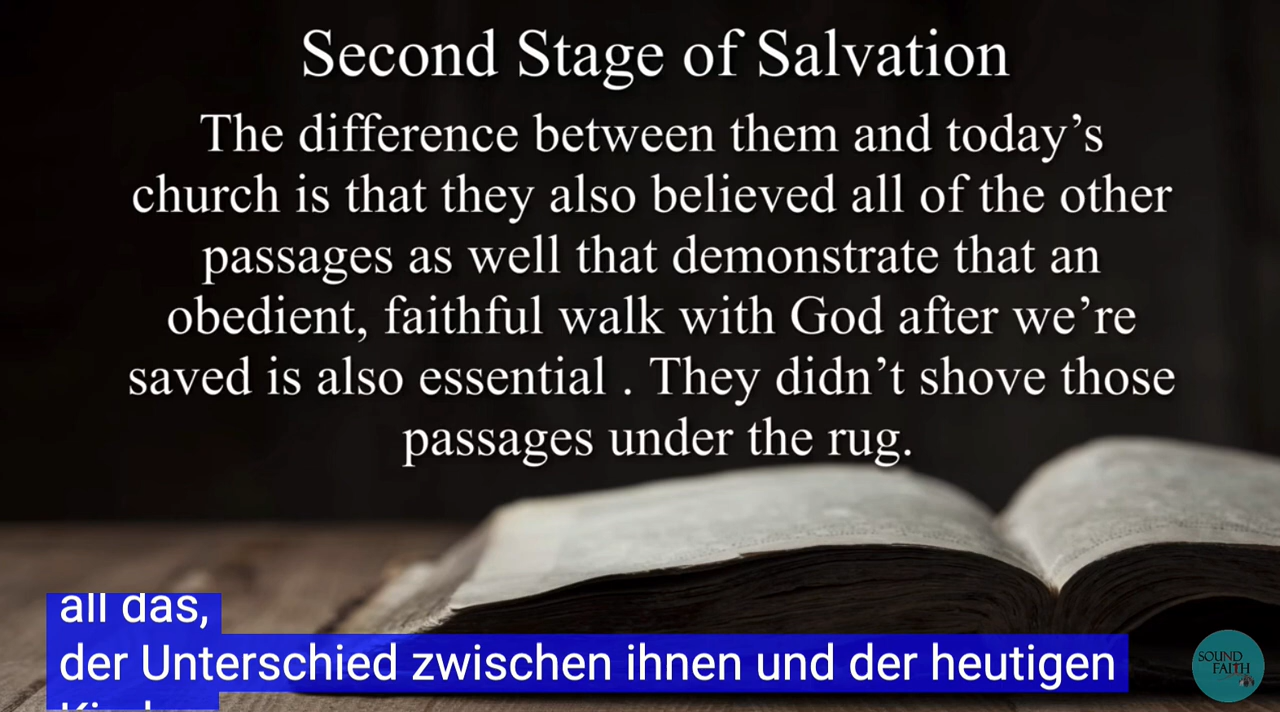 Second Stage of Salvation
The difference between them and today’s
church is that they also believed all of the other
passages as well that demonstrate that an
obedient, faithful walk with God after we’re
saved is also essential . They didn’t shove those
passages under the rug.
all das,
der Unterschied zwischen ihnen und der heutigen
SOUND
FAITH